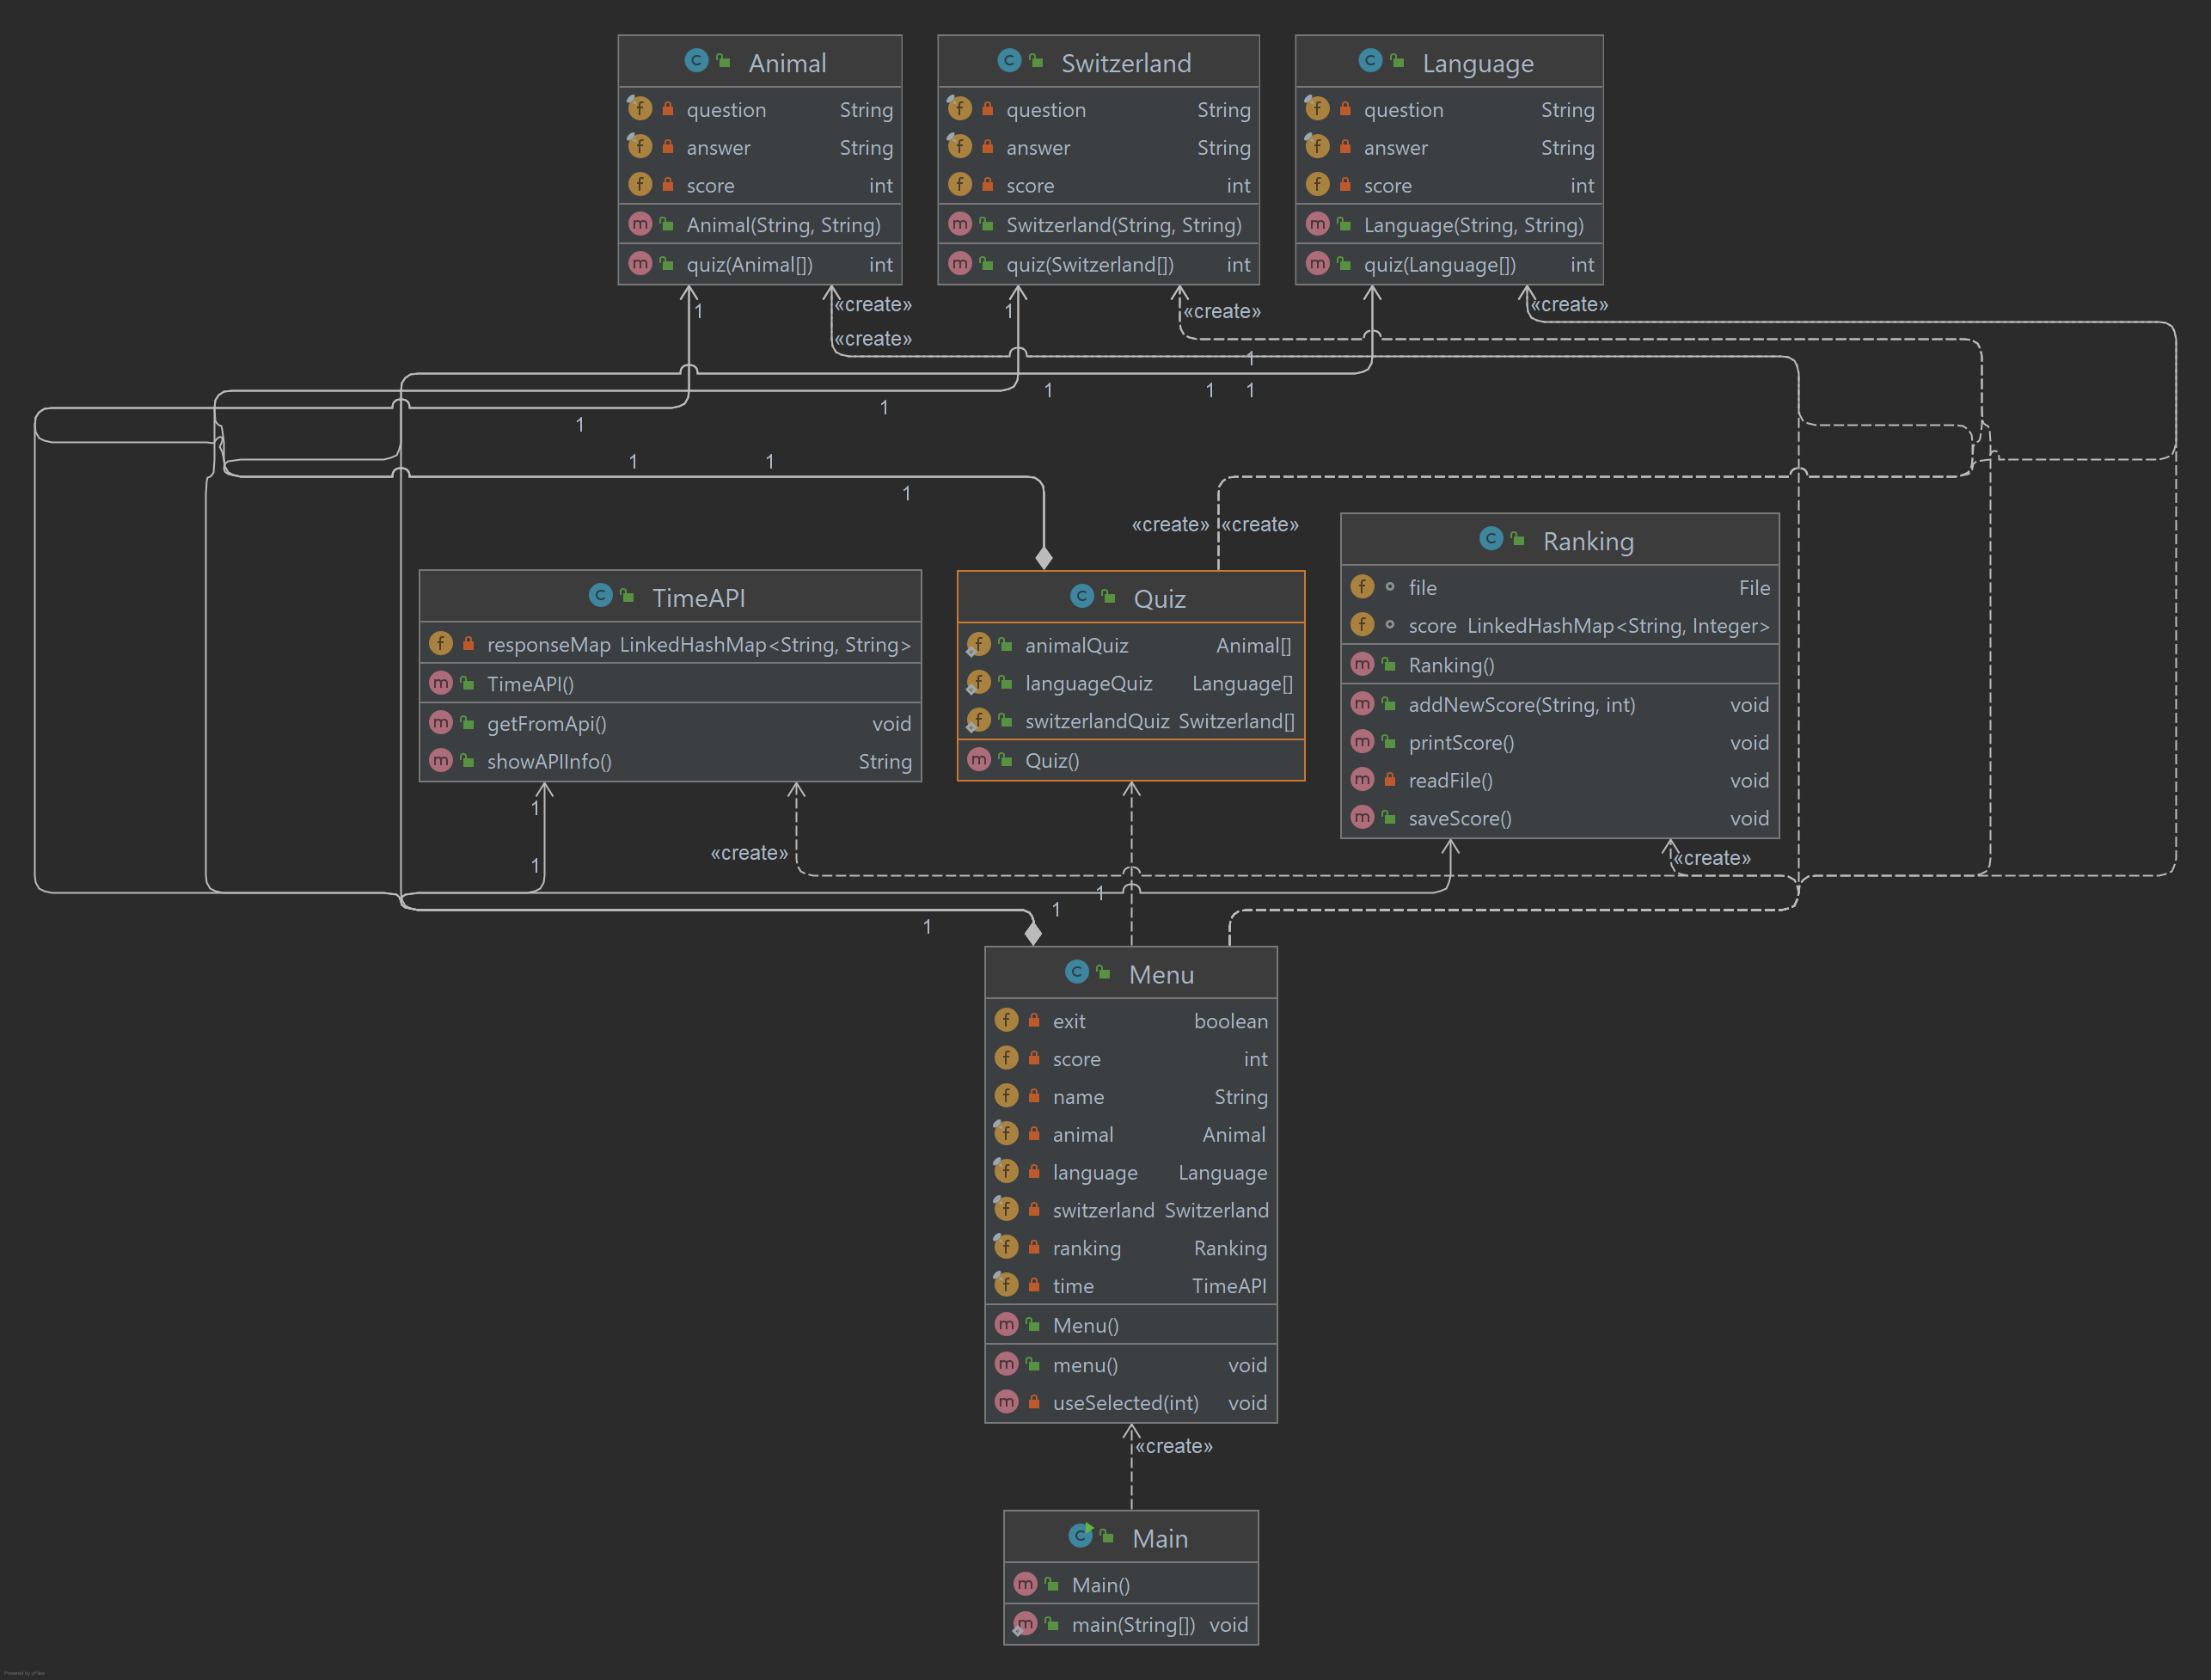 Animal
question String
answer String
score int
Animal(String, String)
quiz(Animal[]) int
Switzerland
question String
answer String
score int
Switzerland(String, String)
quiz(Switzerland[]) int
Language
question String
answer String
score int
Language(String, String)
quiz(Language[]) int
1
«create»
«create»
1
«create»
«create»
1
1
1
1
1
1
1
1
1
«create» «create»
TimeAPI
responseMap LinkedHashMap<String, String>
TimeAPI()
getFromApi() void
showAPIInfo() String
Quiz
animalQuiz Animal[]
languageQuiz Language[]
switzerlandQuiz Switzerland[]
Quiz()
Ranking
file File
score LinkedHashMap<String, Integer>
Ranking()
addNewScore(String, int) void
printScore() void
readFile() void
saveScore() void
1
1
«create»
«create»
1
1
1
Menu
exit boolean
score int
name String
animal Animal
language Language
switzerland Switzerland
ranking Ranking
time TimeAPI
Menu()
menu() void
useSelected(int) void
«create»
Main
Main()
main(String[]) void
Powered by yFiles